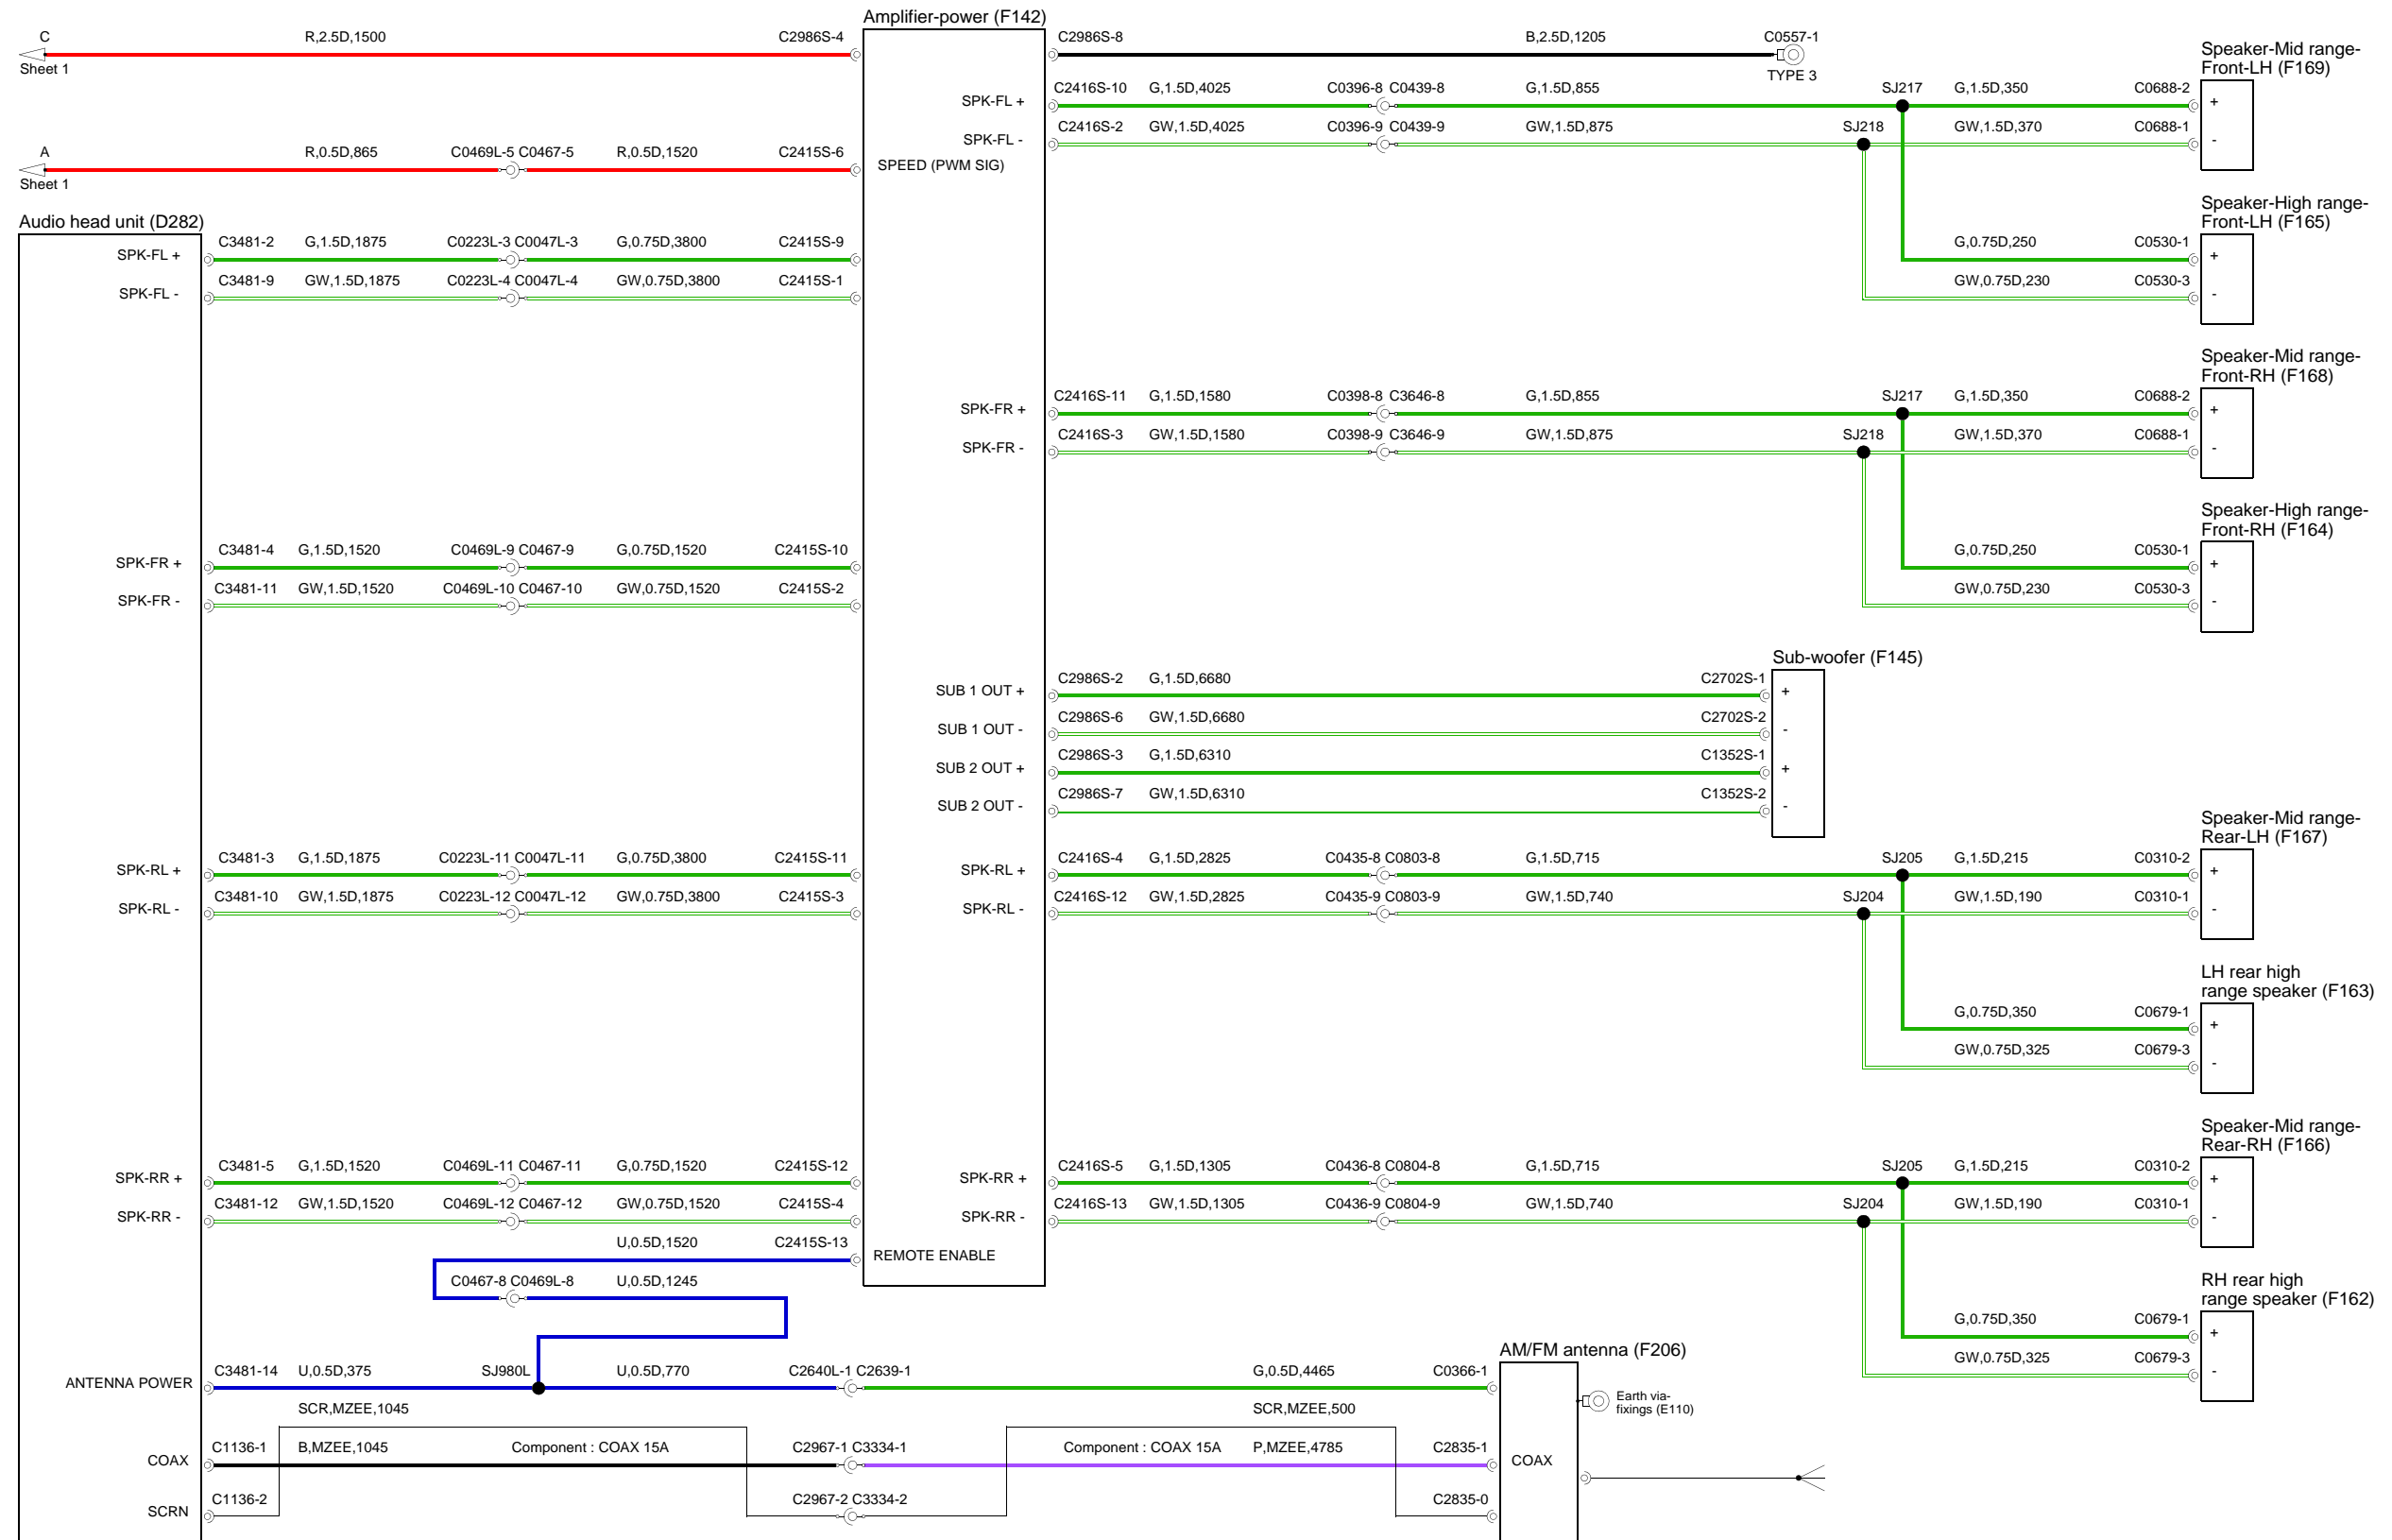 Amplifier-power (F142)
C R,2.5D,1500 C2986S-4
Sheet 1
C2986S-8 B,2.5D,1205 C0557-1
TYPE 3
Speaker-Mid range-
Front-LH (F169)
SPK-FL + C2416S-10 G,1.5D,4025 C0396-8 C0439-8 G,1.5D,855 SJ217 G,1.5D,350 C0688-2 +
SPK-FL - C2416S-2 GW,1.5D,4025 C0396-9 C0439-9 GW,1.5D,875 SJ218 GW,1.5D,370 C0688-1 -
A R,0.5D,865 C0469L-5 C0467-5 R,0.5D,1520 C2415S-6 SPEED (PWM SIG)
Sheet 1
Speaker-High range-
Front-LH (F165)
Audio head unit (D282)
SPK-FL + C3481-2 G,1.5D,1875 C0223L-3 C0047L-3 G,0.75D,3800 C2415S-9
G,0.75D,250 C0530-1 +
SPK-FL - C3481-9 GW,1.5D,1875 C0223L-4 C0047L-4 GW,0.75D,3800 C2415S-1
GW,0.75D,230 C0530-3 -
Speaker-Mid range-
Front-RH (F168)
SPK-FR + C2416S-11 G,1.5D,1580 C0398-8 C3646-8 G,1.5D,855 SJ217 G,1.5D,350 C0688-2 +
SPK-FR - C2416S-3 GW,1.5D,1580 C0398-9 C3646-9 GW,1.5D,875 SJ218 GW,1.5D,370 C0688-1 -
Speaker-High range-
Front-RH (F164)
SPK-FR + C3481-4 G,1.5D,1520 C0469L-9 C0467-9 G,0.75D,1520 C2415S-10
G,0.75D,250 C0530-1 +
SPK-FR - C3481-11 GW,1.5D,1520 C0469L-10 C0467-10 GW,0.75D,1520 C2415S-2
GW,0.75D,230 C0530-3 -
Sub-woofer (F145)
SUB 1 OUT + C2986S-2 G,1.5D,6680 C2702S-1 +
SUB 1 OUT - C2986S-6 GW,1.5D,6680 C2702S-2 -
SUB 2 OUT + C2986S-3 G,1.5D,6310 C1352S-1 +
SUB 2 OUT - C2986S-7 GW,1.5D,6310 C1352S-2 -
Speaker-Mid range-
Rear-LH (F167)
SPK-RL + C3481-3 G,1.5D,1875 C0223L-11 C0047L-11 G,0.75D,3800 C2415S-11
SPK-RL + C2416S-4 G,1.5D,2825 C0435-8 C0803-8 G,1.5D,715 SJ205 G,1.5D,215 C0310-2 +
SPK-RL - C3481-10 GW,1.5D,1875 C0223L-12 C0047L-12 GW,0.75D,3800 C2415S-3
SPK-RL - C2416S-12 GW,1.5D,2825 C0435-9 C0803-9 GW,1.5D,740 SJ204 GW,1.5D,190 C0310-1 -
LH rear high
range speaker (F163)
G,0.75D,350 C0679-1 +
GW,0.75D,325 C0679-3 -
Speaker-Mid range-
Rear-RH (F166)
SPK-RR + C3481-5 G,1.5D,1520 C0469L-11 C0467-11 G,0.75D,1520 C2415S-12
SPK-RR + C2416S-5 G,1.5D,1305 C0436-8 C0804-8 G,1.5D,715 SJ205 G,1.5D,215 C0310-2 +
SPK-RR - C3481-12 GW,1.5D,1520 C0469L-12 C0467-12 GW,0.75D,1520 C2415S-4
SPK-RR - C2416S-13 GW,1.5D,1305 C0436-9 C0804-9 GW,1.5D,740 SJ204 GW,1.5D,190 C0310-1 -
U,0.5D,1520 C2415S-13 REMOTE ENABLE
C0467-8 C0469L-8 U,0.5D,1245
RH rear high
range speaker (F162)
G,0.75D,350 C0679-1 +
GW,0.75D,325 C0679-3 -
AM/FM antenna (F206)
ANTENNA POWER C3481-14 U,0.5D,375 SJ980L U,0.5D,770 C2640L-1 C2639-1 G,0.5D,4465 C0366-1
Earth via-
fixings (E110)
SCR,MZEE,1045 SCR,MZEE,500
COAX C1136-1 B,MZEE,1045 Component : COAX 15A C2967-1 C3334-1 Component : COAX 15A P,MZEE,4785 C2835-1 COAX
SCRN C1136-2 C2967-2 C3334-2 C2835-0